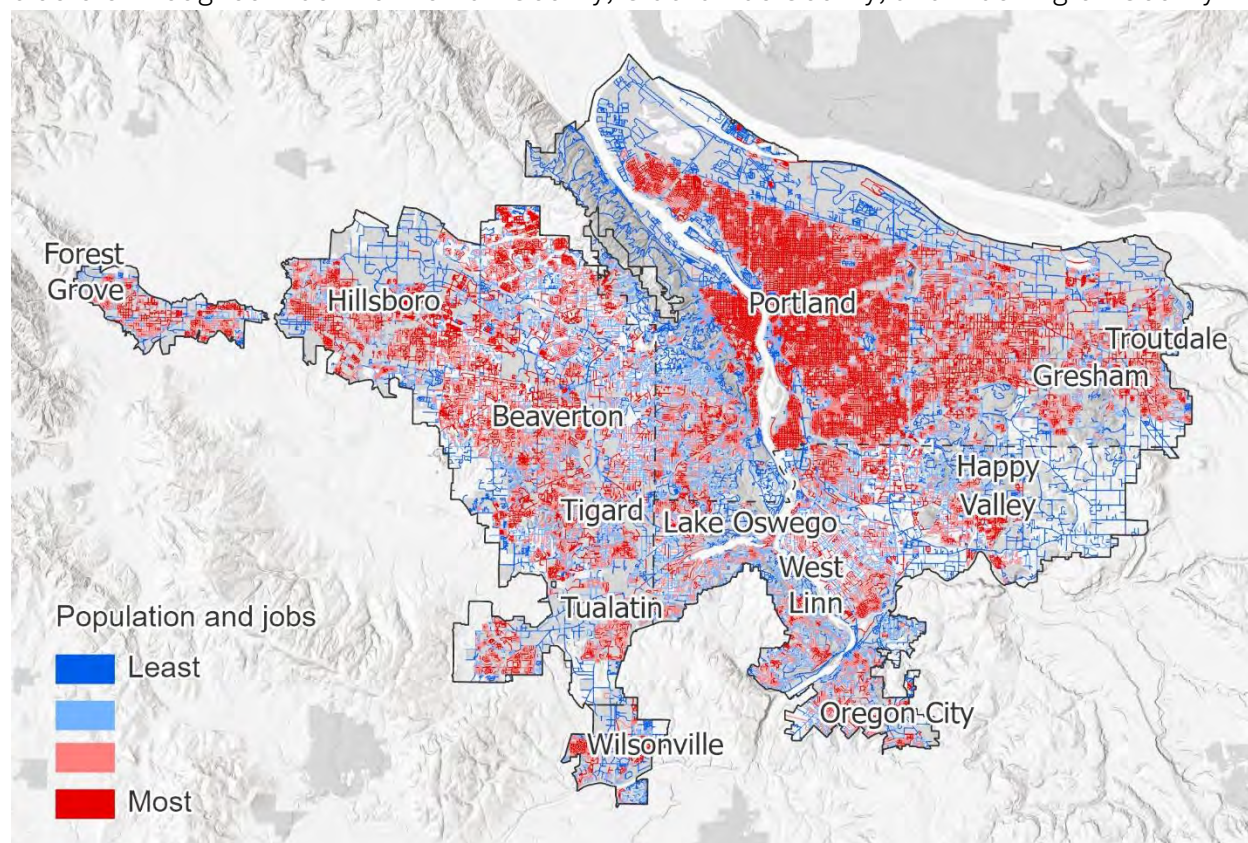 Forest
Grove
Hillsboro
Portland
Troutdale
Gresham
Beaverton
Happy
Valley
Tigard
Lake Oswego
West
Linn
Tualatin
Oregon City
Wilsonville
Population and jobs
Least
Most